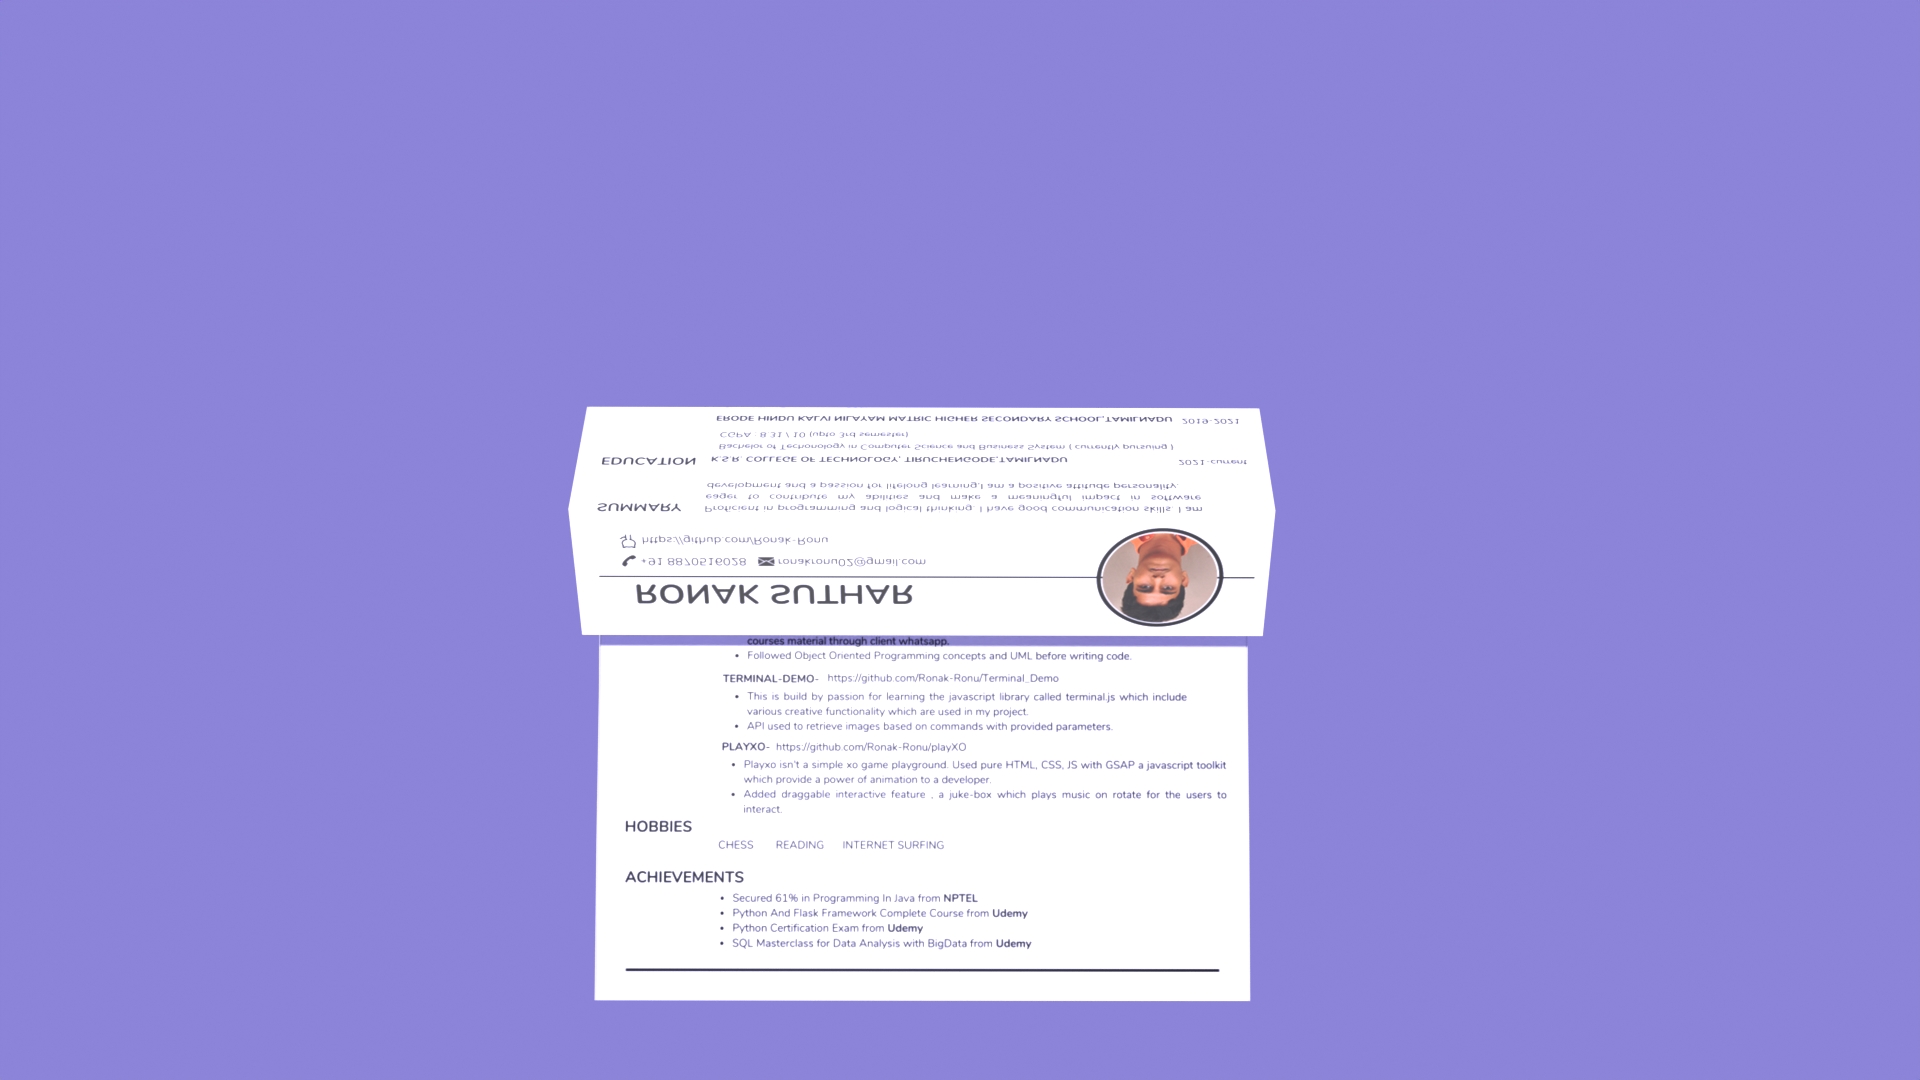 RONAK SUTHAR
+91 8870516028 ronakronu02@gmail.com
https://github.com/Ronak-Ronu
SUMMARY
Proficient in programming and logical thinking. I have good communication skills. I am
eager to contribute my abilities and make a meaningful impact in software
development and a passion for lifelong learning,I am a positive attitude personality.
EDUCATION
K.S.R. COLLEGE OF TECHNOLOGY, TIRUCHENGODE,TAMILNADU 2021-current
Bachelor of Techonology in Computer Science and Business System ( currently pursuing )
CGPA : 8.31 / 10 (upto 3rd semester)
ERODE HINDU KALVI NILAYAM MATRIC HIGHER SECONDARY SCHOOL,TAMILNADU 2019-2021
courses material through client whatsapp.
• Followed Object Oriented Programming concepts and UML before writing code.
TERMINAL-DEMO- https://github.com/Ronak-Ronu/Terminal_Demo
• This is build by passion for learning the javascript library called terminal.js which include
various creative functionality which are used in my project.
• API used to retrieve images based on commands with provided parameters.
PLAYXO- https://github.com/Ronak-Ronu/playXO
• Playxo isn't a simple xo game playground. Used pure HTML, CSS, JS with GSAP a javascript toolkit
which provide a power of animation to a developer.
• Added draggable interactive feature , a juke-box which plays music on rotate for the users to
interact.
HOBBIES
CHESS READING INTERNET SURFING
ACHIEVEMENTS
• Secured 61% in Programming In Java from NPTEL
• Python And Flask Framework Complete Course from Udemy
• Python Certification Exam from Udemy
• SQL Masterclass for Data Analysis with BigData from Udemy